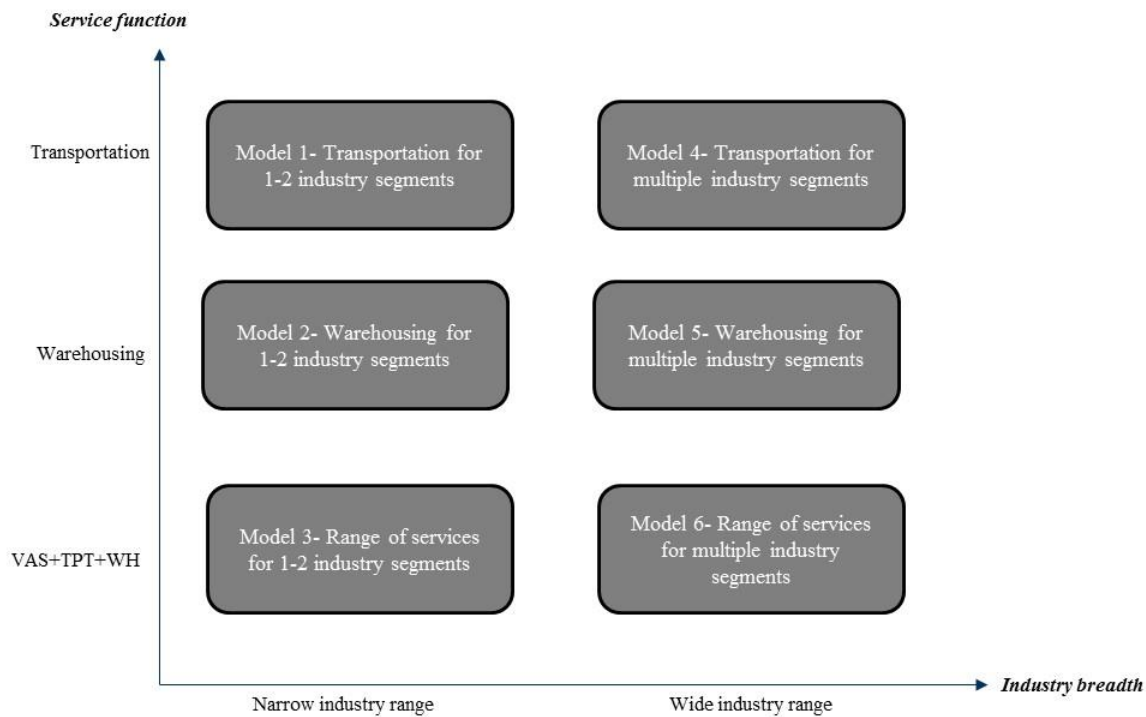 Service function
Transportation
Model 1- Transportation for
1-2 industry segments
Model 4- Transportation for
multiple industry segments
Warehousing
Model 2- Warehousing for
1-2 industry segments
Model 5- Warehousing for
multiple industry segments
VAS+TPT+WH
Model 3- Range of services
for 1-2 industry segments
Model 6- Range of services
for multiple industry
segments
Industry breadth
Narrow industry range
Wide industry range